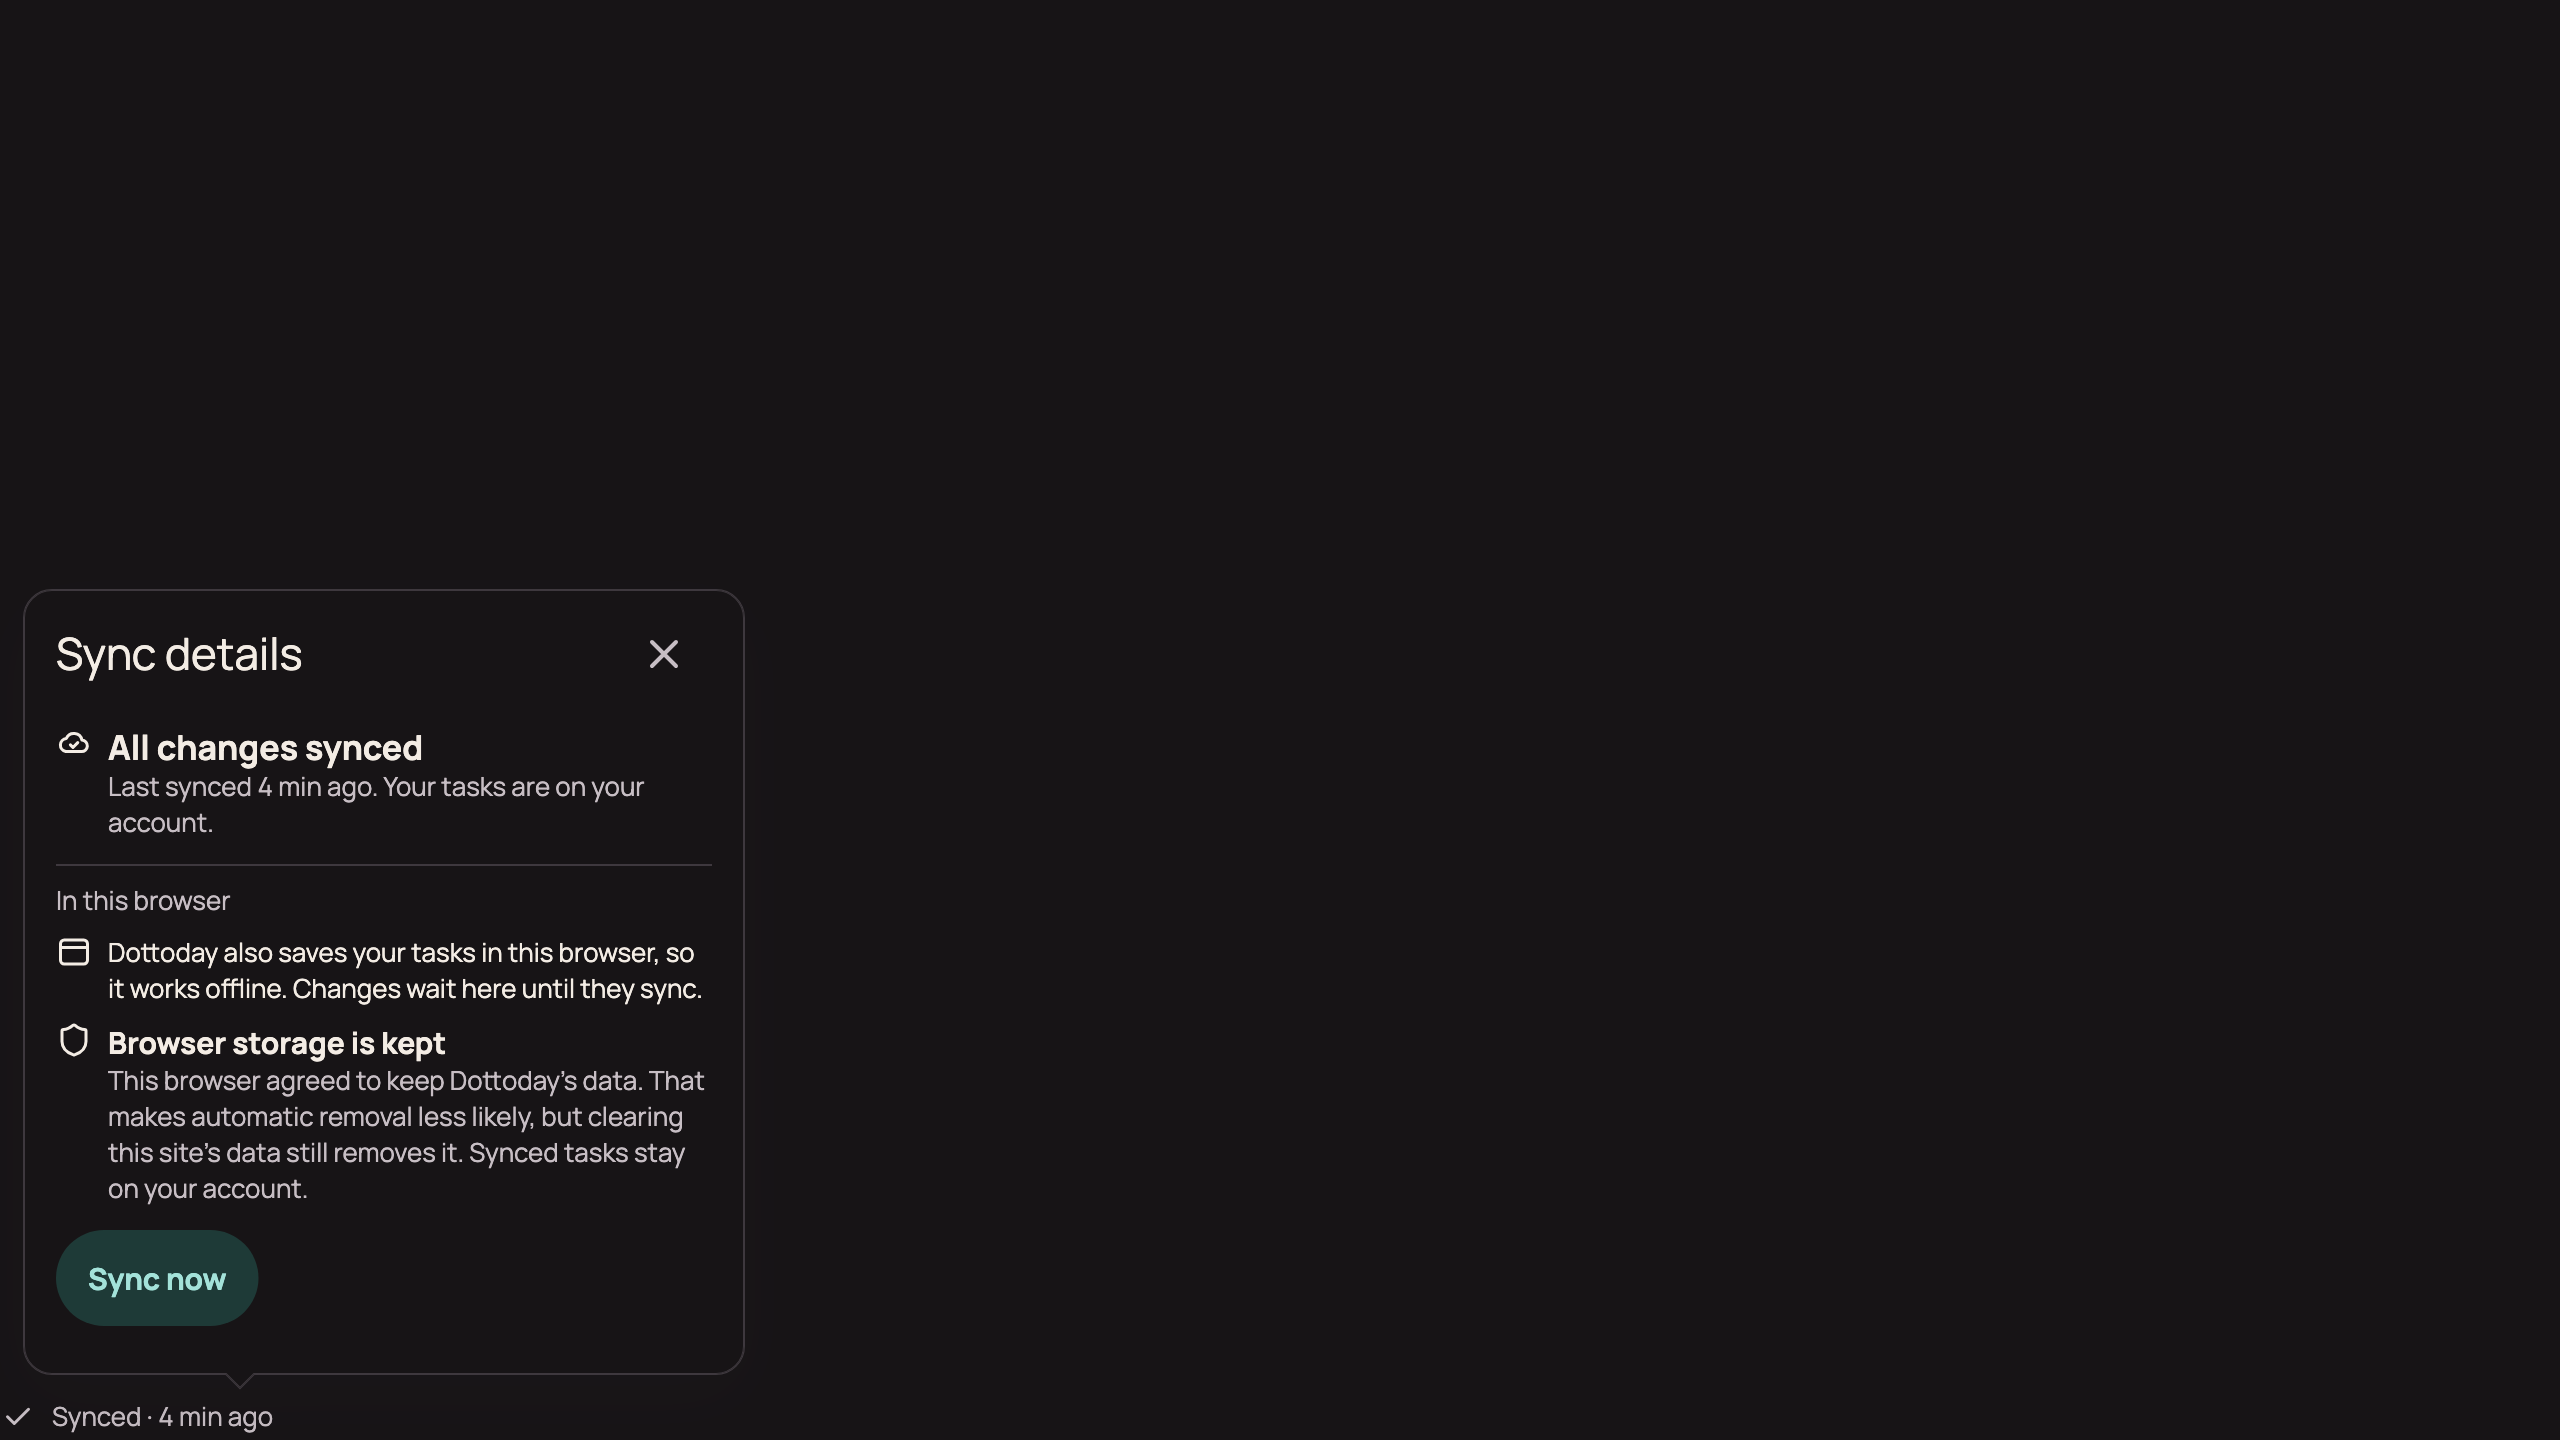 Sync details
All changes synced
Last synced 4 min ago. Your tasks are on your
account.
In this browser
Dottoday also saves your tasks in this browser, so
it works offline. Changes wait here until they sync.
Browser storage is kept
This browser agreed to keep Dottoday’s data. That
makes automatic removal less likely, but clearing
this site’s data still removes it. Synced tasks stay
on your account.
Sync now
Synced · 4 min ago